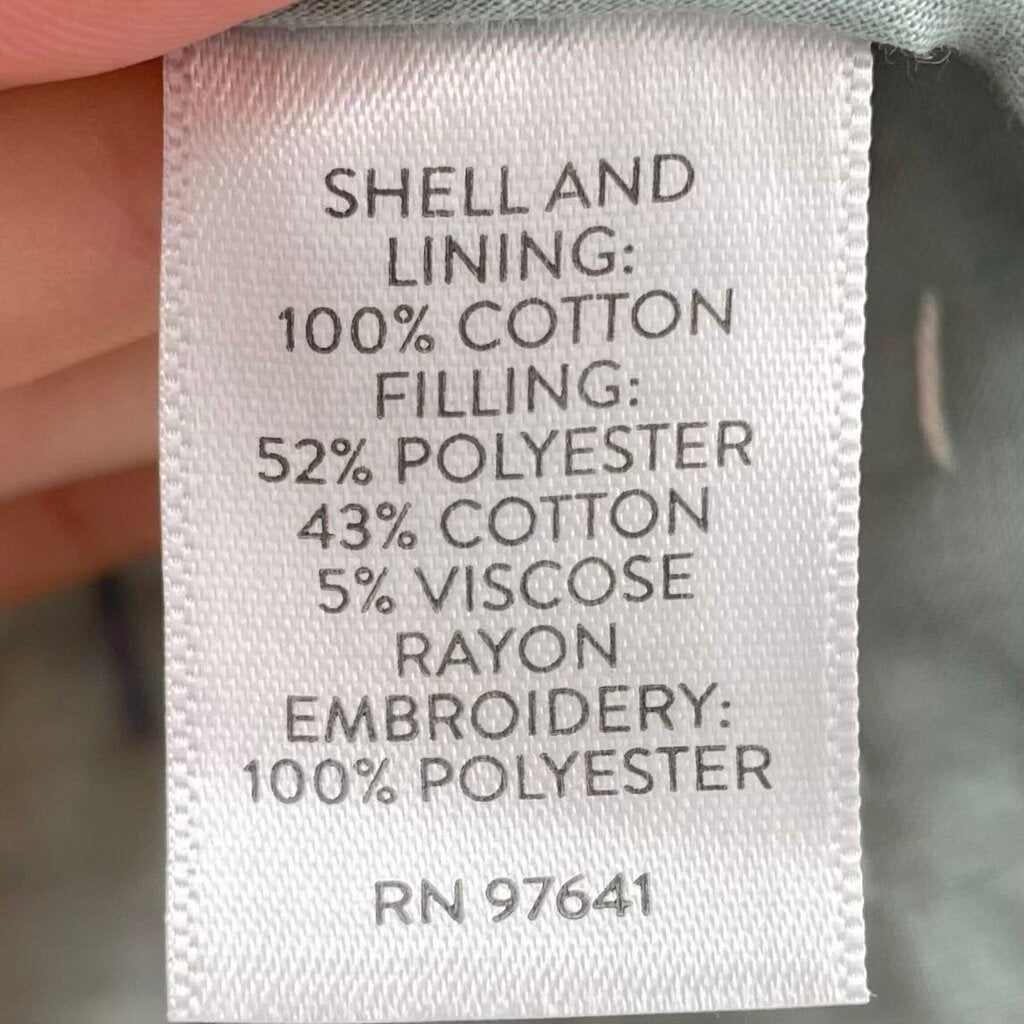 SHELL AND
LINING:
100% COTTON
FILLING:
52% POLYESTER
43% COTTON
5% VISCOSE
RAYON
EMBROIDERY:
100% POLYESTER
RN 97641